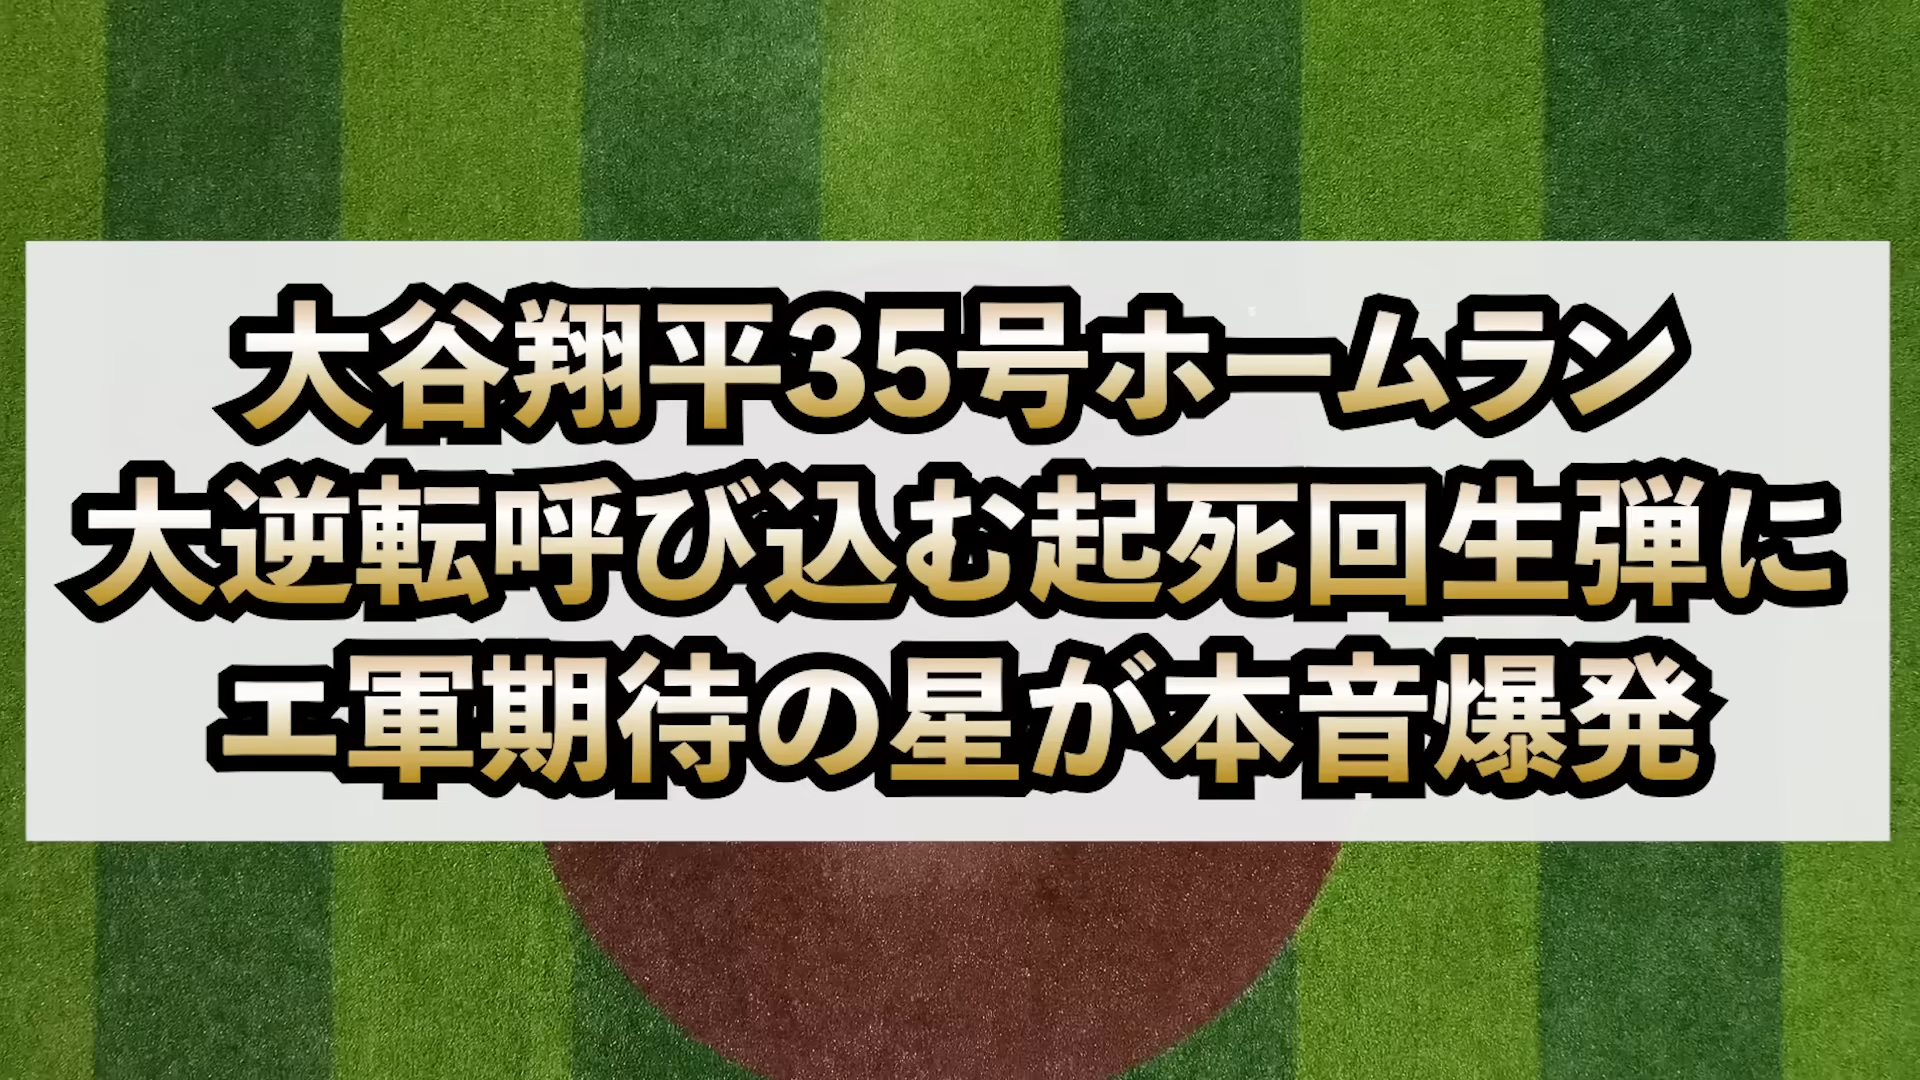 大谷翔平35号ホームラン
大逆転呼び込む起死回生弾に
エ軍期待の星が本音爆発